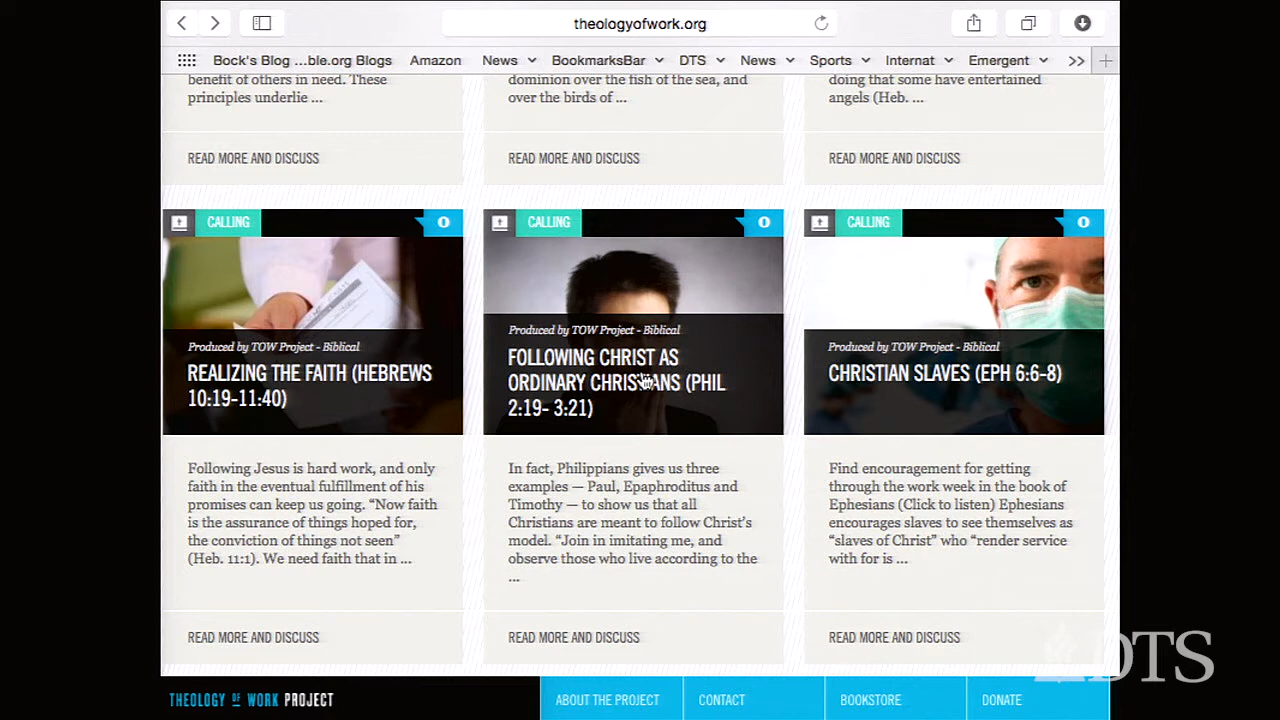 theologyofwork.org
Bock's Blog ...ble.org Blogs Amazon News BookmarksBar DTS News Sports Internat Emergent >>
benefit of others in need. These
principles underlie ...
READ MORE AND DISCUSS
dominion over the fish of the sea, and
over the birds of ...
READ MORE AND DISCUSS
doing that some have entertained
angels (Heb. ...
READ MORE AND DISCUSS
CALLING 0
Produced by TOW Project - Biblical
REALIZING THE FAITH (HEBREWS
10:19-11:40)
Following Jesus is hard work, and only
faith in the eventual fulfillment of his
promises can keep us going. “Now faith
is the assurance of things hoped for,
the conviction of things not seen”
(Heb. 11:1). We need faith that in ...
READ MORE AND DISCUSS
CALLING 0
Produced by TOW Project - Biblical
FOLLOWING CHRIST AS
ORDINARY CHRISTIANS (PHIL
2:19- 3:21)
In fact, Philippians gives us three
examples — Paul, Epaphroditus and
Timothy — to show us that all
Christians are meant to follow Christ’s
model. “Join in imitating me, and
observe those who live according to the
...
READ MORE AND DISCUSS
CALLING 0
Produced by TOW Project - Biblical
CHRISTIAN SLAVES (EPH 6:6-8)
Find encouragement for getting
through the work week in the book of
Ephesians (Click to listen) Ephesians
encourages slaves to see themselves as
“slaves of Christ” who “render service
with for is ...
READ MORE AND DISCUSS
DTS
THEOLOGY OF WORK PROJECT
ABOUT THE PROJECT
CONTACT
BOOKSTORE
DONATE